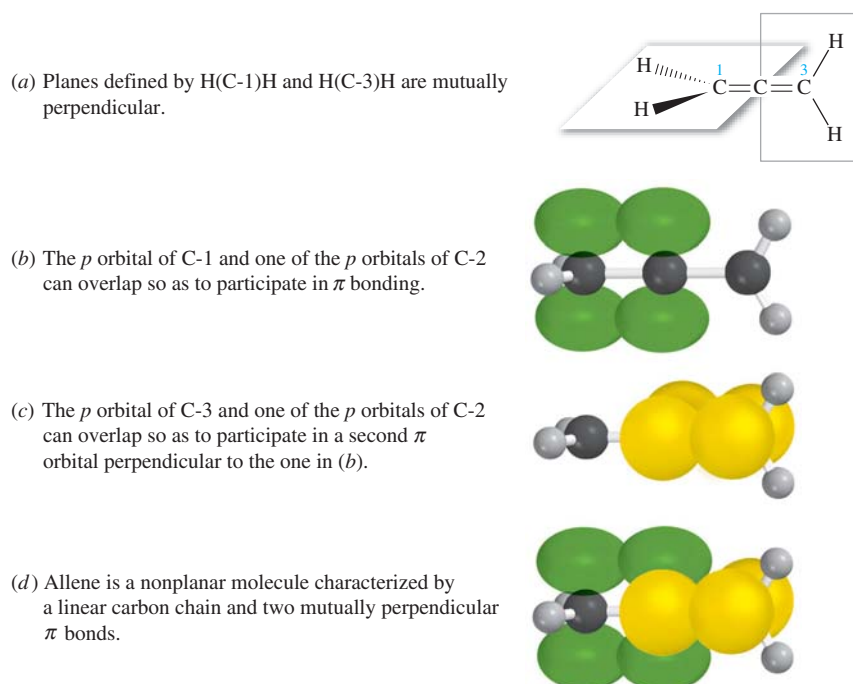 (a) Planes defined by H(C-1)H and H(C-3)H are mutually
perpendicular.
H
H 1 3
C=C=C
H
H
(b) The p orbital of C-1 and one of the p orbitals of C-2
can overlap so as to participate in π bonding.
(c) The p orbital of C-3 and one of the p orbitals of C-2
can overlap so as to participate in a second π
orbital perpendicular to the one in (b).
(d) Allene is a nonplanar molecule characterized by
a linear carbon chain and two mutually perpendicular
π bonds.